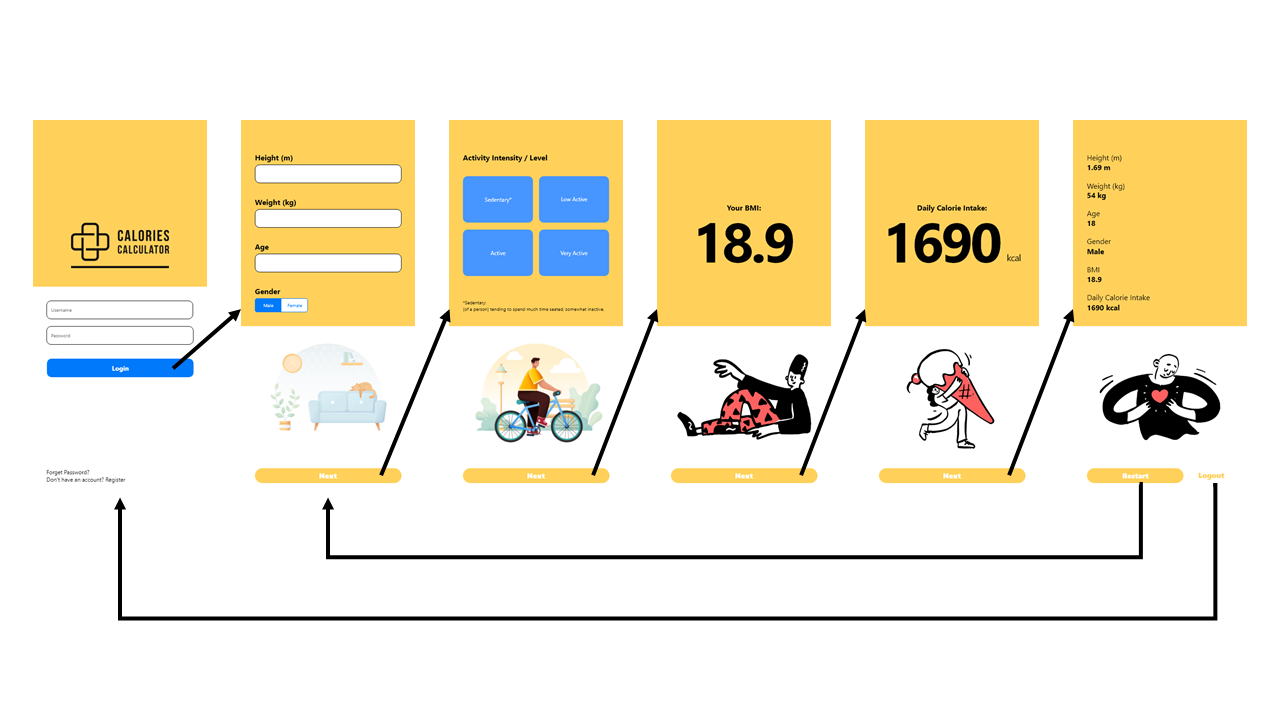 CALORIES
CALCULATOR
Username
Password
Login
Forget Password?
Don't have an account? Register
Height (m)
Weight (kg)
Age
Gender
Male
Female
Next
Activity Intensity / Level
Sedentary*
Low Active
Active
Very Active
*Sedentary:
(of a person) tending to spend much time seated; somewhat inactive.
Next
Your BMI:
18.9
Next
Daily Calorie Intake:
1690 kcal
Next
Height (m)
1.69 m
Weight (kg)
54 kg
Age
18
Gender
Male
BMI
18.9
Daily Calorie Intake
1690 kcal
Restart
Logout